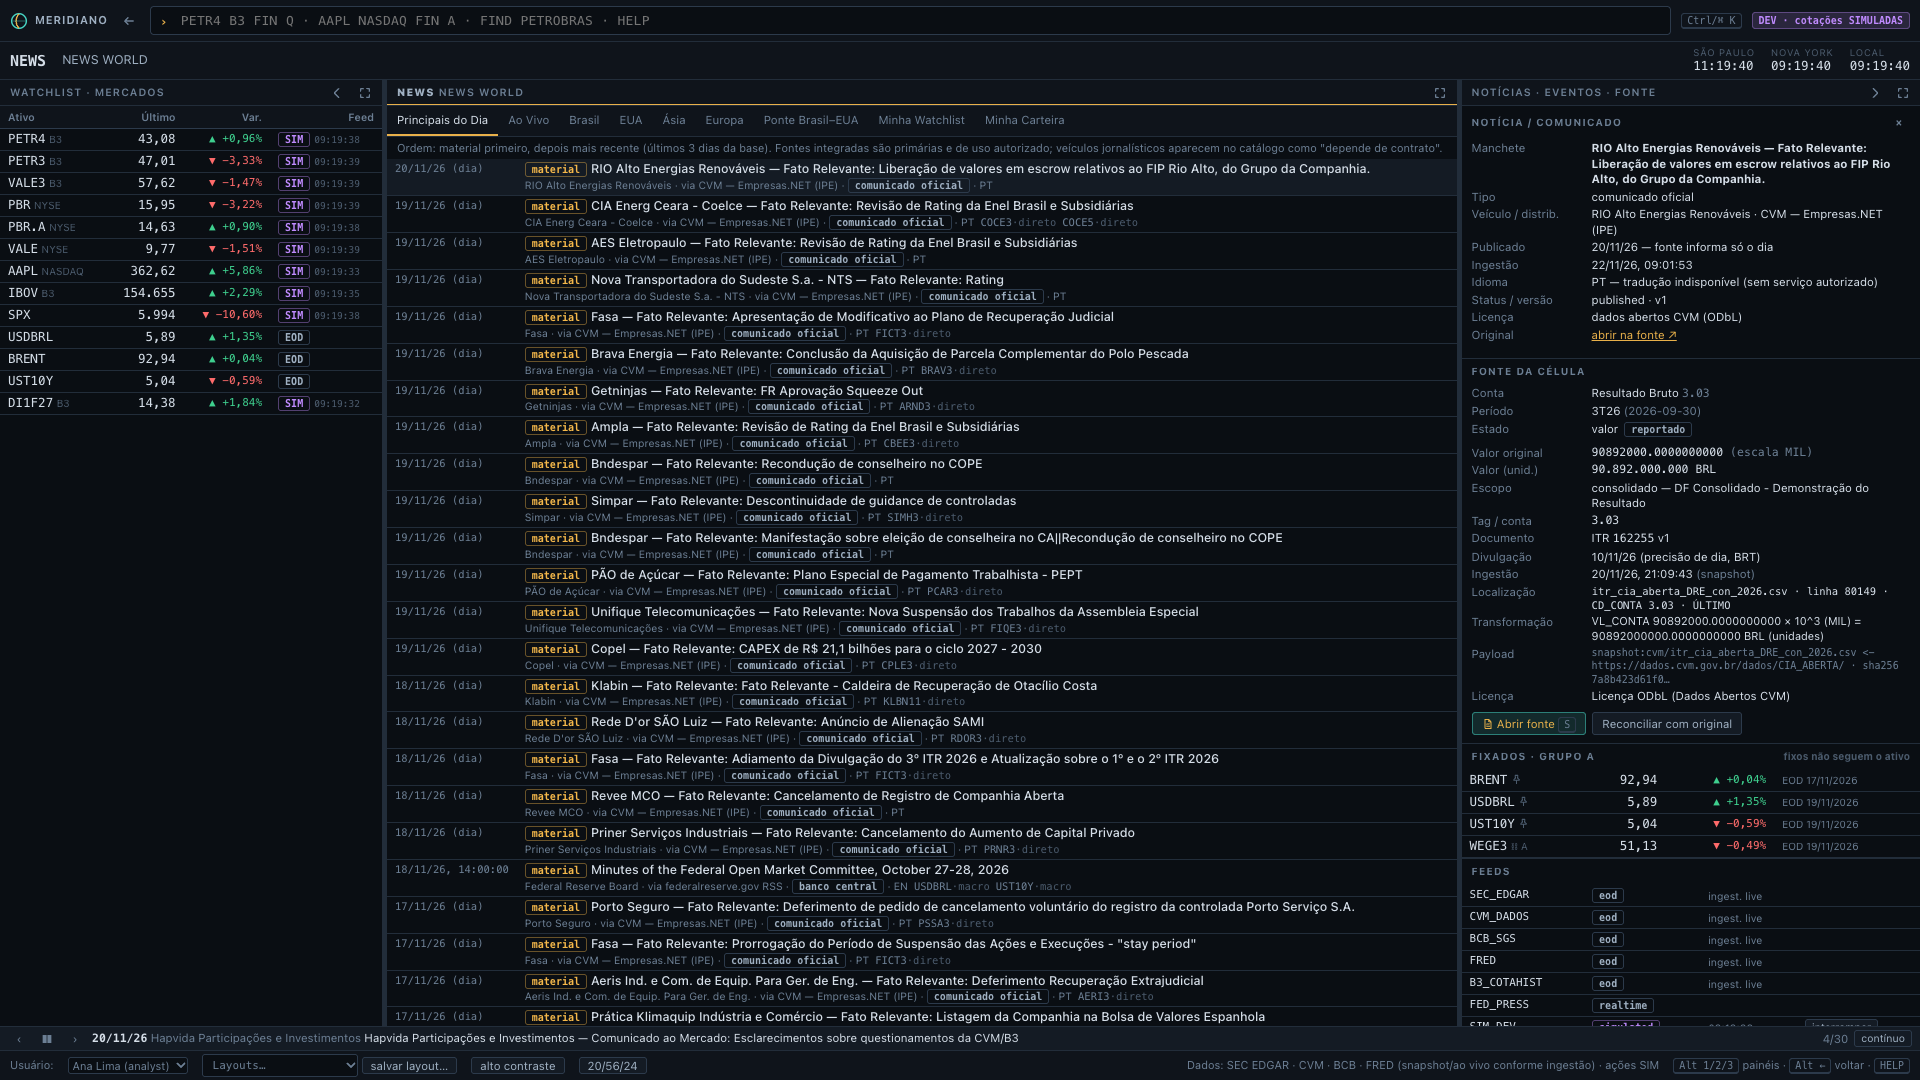 MERIDIANO ← › PETR4 B3 FIN Q · AAPL NASDAQ FIN A · FIND PETROBRAS · HELP Ctrl/⌘ K DEV · cotações SIMULADAS
NEWS NEWS WORLD
SÃO PAULO NOVA YORK LOCAL
11:19:40 09:19:40 09:19:40
WATCHLIST · MERCADOS
Ativo Último Var. Feed
PETR4 B3 43,08 ▲ +0,96% SIM 09:19:38
PETR3 B3 47,01 ▼ −3,33% SIM 09:19:39
VALE3 B3 57,62 ▼ −1,47% SIM 09:19:39
PBR NYSE 15,95 ▼ −3,22% SIM 09:19:39
PBR.A NYSE 14,63 ▲ +0,90% SIM 09:19:38
VALE NYSE 9,77 ▼ −1,51% SIM 09:19:39
AAPL NASDAQ 362,62 ▲ +5,86% SIM 09:19:33
IBOV B3 154.655 ▲ +2,29% SIM 09:19:35
SPX 5.994 ▼ −10,60% SIM 09:19:38
USDBRL 5,89 ▲ +1,35% EOD
BRENT 92,94 ▲ +0,04% EOD
UST10Y 5,04 ▼ −0,59% EOD
DI1F27 B3 14,38 ▲ +1,84% SIM 09:19:32
NEWS NEWS WORLD
Principais do Dia Ao Vivo Brasil EUA Ásia Europa Ponte Brasil–EUA Minha Watchlist Minha Carteira
Ordem: material primeiro, depois mais recente (últimos 3 dias da base). Fontes integradas são primárias e de uso autorizado; veículos jornalísticos aparecem no catálogo como "depende de contrato".
20/11/26 (dia) material RIO Alto Energias Renováveis — Fato Relevante: Liberação de valores em escrow relativos ao FIP Rio Alto, do Grupo da Companhia.
RIO Alto Energias Renováveis · via CVM — Empresas.NET (IPE) · comunicado oficial · PT
19/11/26 (dia) material CIA Energ Ceara - Coelce — Fato Relevante: Revisão de Rating da Enel Brasil e Subsidiárias
CIA Energ Ceara - Coelce · via CVM — Empresas.NET (IPE) · comunicado oficial · PT COCE3·direto COCE5·direto
19/11/26 (dia) material AES Eletropaulo — Fato Relevante: Revisão de Rating da Enel Brasil e Subsidiárias
AES Eletropaulo · via CVM — Empresas.NET (IPE) · comunicado oficial · PT
19/11/26 (dia) material Nova Transportadora do Sudeste S.a. - NTS — Fato Relevante: Rating
Nova Transportadora do Sudeste S.a. - NTS · via CVM — Empresas.NET (IPE) · comunicado oficial · PT
19/11/26 (dia) material Fasa — Fato Relevante: Apresentação de Modificativo ao Plano de Recuperação Judicial
Fasa · via CVM — Empresas.NET (IPE) · comunicado oficial · PT FICT3·direto
19/11/26 (dia) material Brava Energia — Fato Relevante: Conclusão da Aquisição de Parcela Complementar do Polo Pescada
Brava Energia · via CVM — Empresas.NET (IPE) · comunicado oficial · PT BRAV3·direto
19/11/26 (dia) material Getninjas — Fato Relevante: FR Aprovação Squeeze Out
Getninjas · via CVM — Empresas.NET (IPE) · comunicado oficial · PT ARND3·direto
19/11/26 (dia) material Ampla — Fato Relevante: Revisão de Rating da Enel Brasil e Subsidiárias
Ampla · via CVM — Empresas.NET (IPE) · comunicado oficial · PT CBEE3·direto
19/11/26 (dia) material Bndespar — Fato Relevante: Recondução de conselheiro no COPE
Bndespar · via CVM — Empresas.NET (IPE) · comunicado oficial · PT
19/11/26 (dia) material Simpar — Fato Relevante: Descontinuidade de guidance de controladas
Simpar · via CVM — Empresas.NET (IPE) · comunicado oficial · PT SIMH3·direto
19/11/26 (dia) material Bndespar — Fato Relevante: Manifestação sobre eleição de conselheira no CA||Recondução de conselheiro no COPE
Bndespar · via CVM — Empresas.NET (IPE) · comunicado oficial · PT
19/11/26 (dia) material PÃO de Açúcar — Fato Relevante: Plano Especial de Pagamento Trabalhista - PEPT
PÃO de Açúcar · via CVM — Empresas.NET (IPE) · comunicado oficial · PT PCAR3·direto
19/11/26 (dia) material Unifique Telecomunicações — Fato Relevante: Nova Suspensão dos Trabalhos da Assembleia Especial
Unifique Telecomunicações · via CVM — Empresas.NET (IPE) · comunicado oficial · PT FIQE3·direto
19/11/26 (dia) material Copel — Fato Relevante: CAPEX de R$ 21,1 bilhões para o ciclo 2027 - 2030
Copel · via CVM — Empresas.NET (IPE) · comunicado oficial · PT CPLE3·direto
18/11/26 (dia) material Klabin — Fato Relevante: Fato Relevante - Caldeira de Recuperação de Otacílio Costa
Klabin · via CVM — Empresas.NET (IPE) · comunicado oficial · PT KLBN11·direto
18/11/26 (dia) material Rede D'or SÃO Luiz — Fato Relevante: Anúncio de Alienação SAMI
Rede D'or SÃO Luiz · via CVM — Empresas.NET (IPE) · comunicado oficial · PT RDOR3·direto
18/11/26 (dia) material Fasa — Fato Relevante: Adiamento da Divulgação do 3º ITR 2026 e Atualização sobre o 1º e o 2º ITR 2026
Fasa · via CVM — Empresas.NET (IPE) · comunicado oficial · PT FICT3·direto
18/11/26 (dia) material Revee MCO — Fato Relevante: Cancelamento de Registro de Companhia Aberta
Revee MCO · via CVM — Empresas.NET (IPE) · comunicado oficial · PT
18/11/26 (dia) material Priner Serviços Industriais — Fato Relevante: Cancelamento do Aumento de Capital Privado
Priner Serviços Industriais · via CVM — Empresas.NET (IPE) · comunicado oficial · PT PRNR3·direto
18/11/26, 14:00:00 material Minutes of the Federal Open Market Committee, October 27-28, 2026
Federal Reserve Board · via federalreserve.gov RSS · banco central · EN USDBRL·macro UST10Y·macro
17/11/26 (dia) material Porto Seguro — Fato Relevante: Deferimento de pedido de cancelamento voluntário do registro da controlada Porto Serviço S.A.
Porto Seguro · via CVM — Empresas.NET (IPE) · comunicado oficial · PT PSSA3·direto
17/11/26 (dia) material Fasa — Fato Relevante: Prorrogação do Período de Suspensão das Ações e Execuções - "stay period"
Fasa · via CVM — Empresas.NET (IPE) · comunicado oficial · PT FICT3·direto
17/11/26 (dia) material Aeris Ind. e Com. de Equip. Para Ger. de Eng. — Fato Relevante: Deferimento Recuperação Extrajudicial
Aeris Ind. e Com. de Equip. Para Ger. de Eng. · via CVM — Empresas.NET (IPE) · comunicado oficial · PT AERI3·direto
17/11/26 (dia) material Prática Klimaquip Indústria e Comércio — Fato Relevante: Listagem da Companhia na Bolsa de Valores Espanhola
NOTÍCIAS · EVENTOS · FONTE
NOTÍCIA / COMUNICADO ×
Manchete RIO Alto Energias Renováveis — Fato Relevante:
Liberação de valores em escrow relativos ao FIP Rio
Alto, do Grupo da Companhia.
Tipo comunicado oficial
Veículo / distrib. RIO Alto Energias Renováveis · CVM — Empresas.NET
(IPE)
Publicado 20/11/26 — fonte informa só o dia
Ingestão 22/11/26, 09:01:53
Idioma PT — tradução indisponível (sem serviço autorizado)
Status / versão published · v1
Licença dados abertos CVM (ODbL)
Original abrir na fonte ↗
FONTE DA CÉLULA
Conta Resultado Bruto 3.03
Período 3T26 (2026-09-30)
Estado valor reportado
Valor original 90892000.0000000000 (escala MIL)
Valor (unid.) 90.892.000.000 BRL
Escopo consolidado — DF Consolidado - Demonstração do
Resultado
Tag / conta 3.03
Documento ITR 162255 v1
Divulgação 10/11/26 (precisão de dia, BRT)
Ingestão 20/11/26, 21:09:43 (snapshot)
Localização itr_cia_aberta_DRE_con_2026.csv · linha 80149 ·
CD_CONTA 3.03 · ÚLTIMO
Transformação VL_CONTA 90892000.0000000000 × 10^3 (MIL) =
90892000000.0000000000 BRL (unidades)
Payload snapshot:cvm/itr_cia_aberta_DRE_con_2026.csv <−
https://dados.cvm.gov.br/dados/CIA_ABERTA/ · sha256
7a8b423d61f0…
Licença Licença ODbL (Dados Abertos CVM)
Abrir fonte S Reconciliar com original
FIXADOS · GRUPO A fixos não seguem o ativo
BRENT 92,94 ▲ +0,04% EOD 17/11/2026
USDBRL 5,89 ▲ +1,35% EOD 19/11/2026
UST10Y 5,04 ▼ −0,59% EOD 19/11/2026
WEGE3 A 51,13 ▼ −0,49% EOD 19/11/2026
FEEDS
SEC_EDGAR eod ingest. live
CVM_DADOS eod ingest. live
BCB_SGS eod ingest. live
FRED eod ingest. live
B3_COTAHIST eod ingest. live
FED_PRESS realtime
‹ › 20/11/26 Hapvida Participações e Investimentos Hapvida Participações e Investimentos — Comunicado ao Mercado: Esclarecimentos sobre questionamentos da CVM/B3 4/30 contínuo
Usuário: Ana Lima (analyst) Layouts… salvar layout… alto contraste 20/56/24 Dados: SEC EDGAR · CVM · BCB · FRED (snapshot/ao vivo conforme ingestão) · ações SIM Alt 1/2/3 painéis · Alt ← voltar · HELP